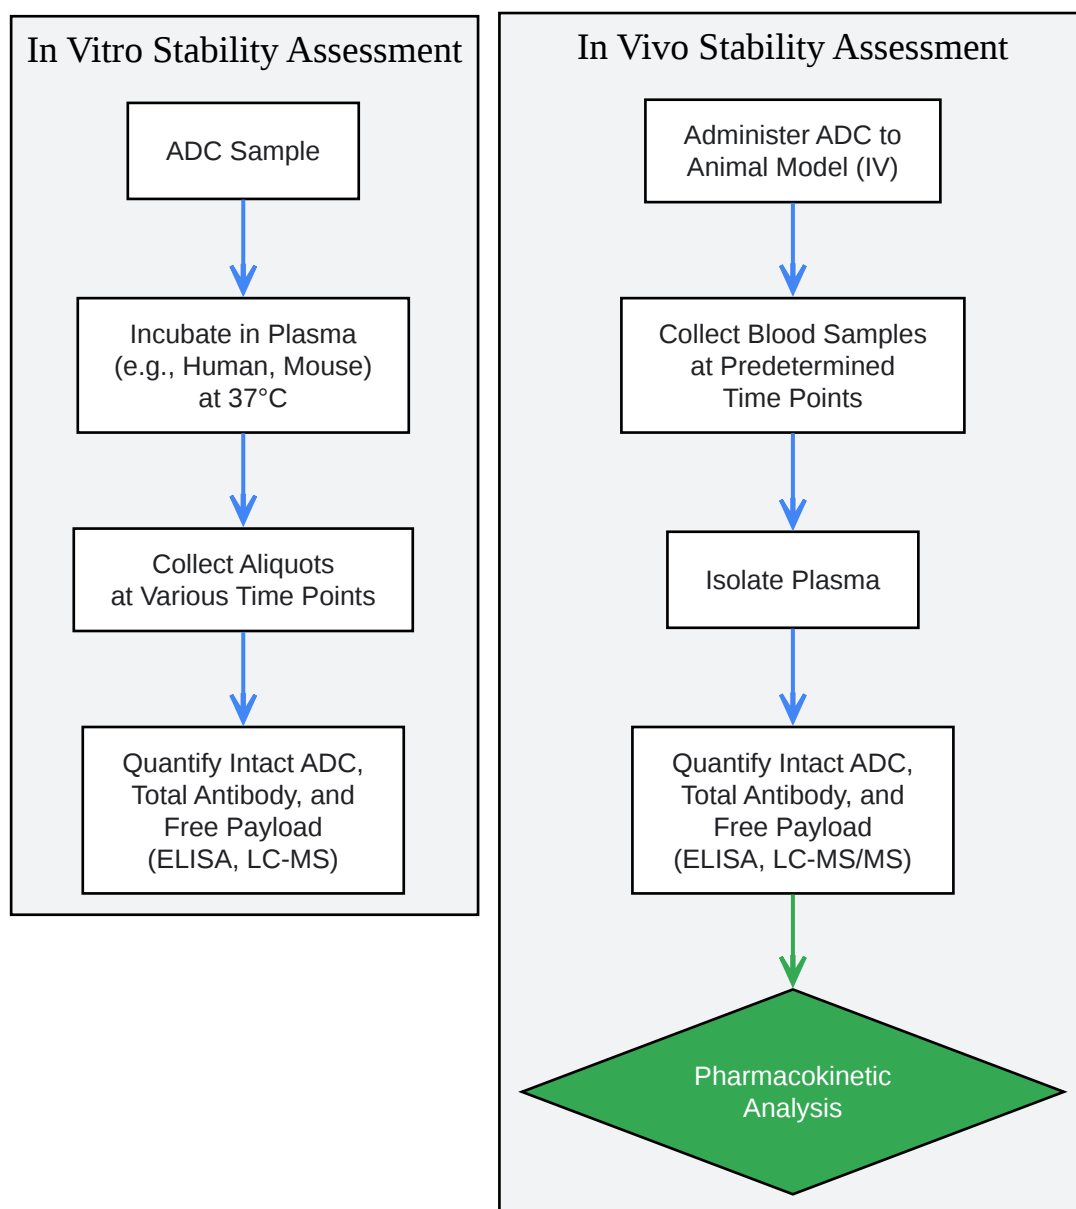 In Vitro Stability Assessment
ADC Sample
Incubate in Plasma
(e.g., Human, Mouse)
at 37°C
Collect Aliquots
at Various Time Points
Quantify Intact ADC,
Total Antibody, and
Free Payload
(ELISA, LC-MS)
In Vivo Stability Assessment
Administer ADC to
Animal Model (IV)
Collect Blood Samples
at Predetermined
Time Points
Isolate Plasma
Quantify Intact ADC,
Total Antibody, and
Free Payload
(ELISA, LC-MS/MS)
Pharmacokinetic
Analysis